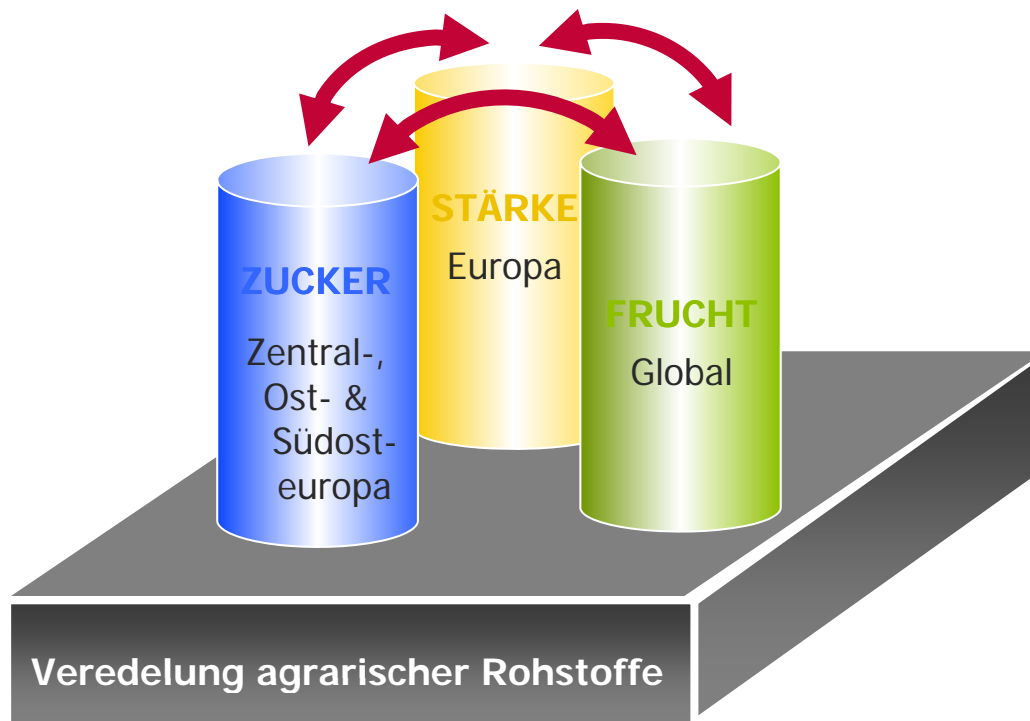 ZUCKER
Zentral-,
Ost- &
Südost-
europa
STÄRKE
Europa
FRUCHT
Global
Veredelung agrarischer Rohstoffe